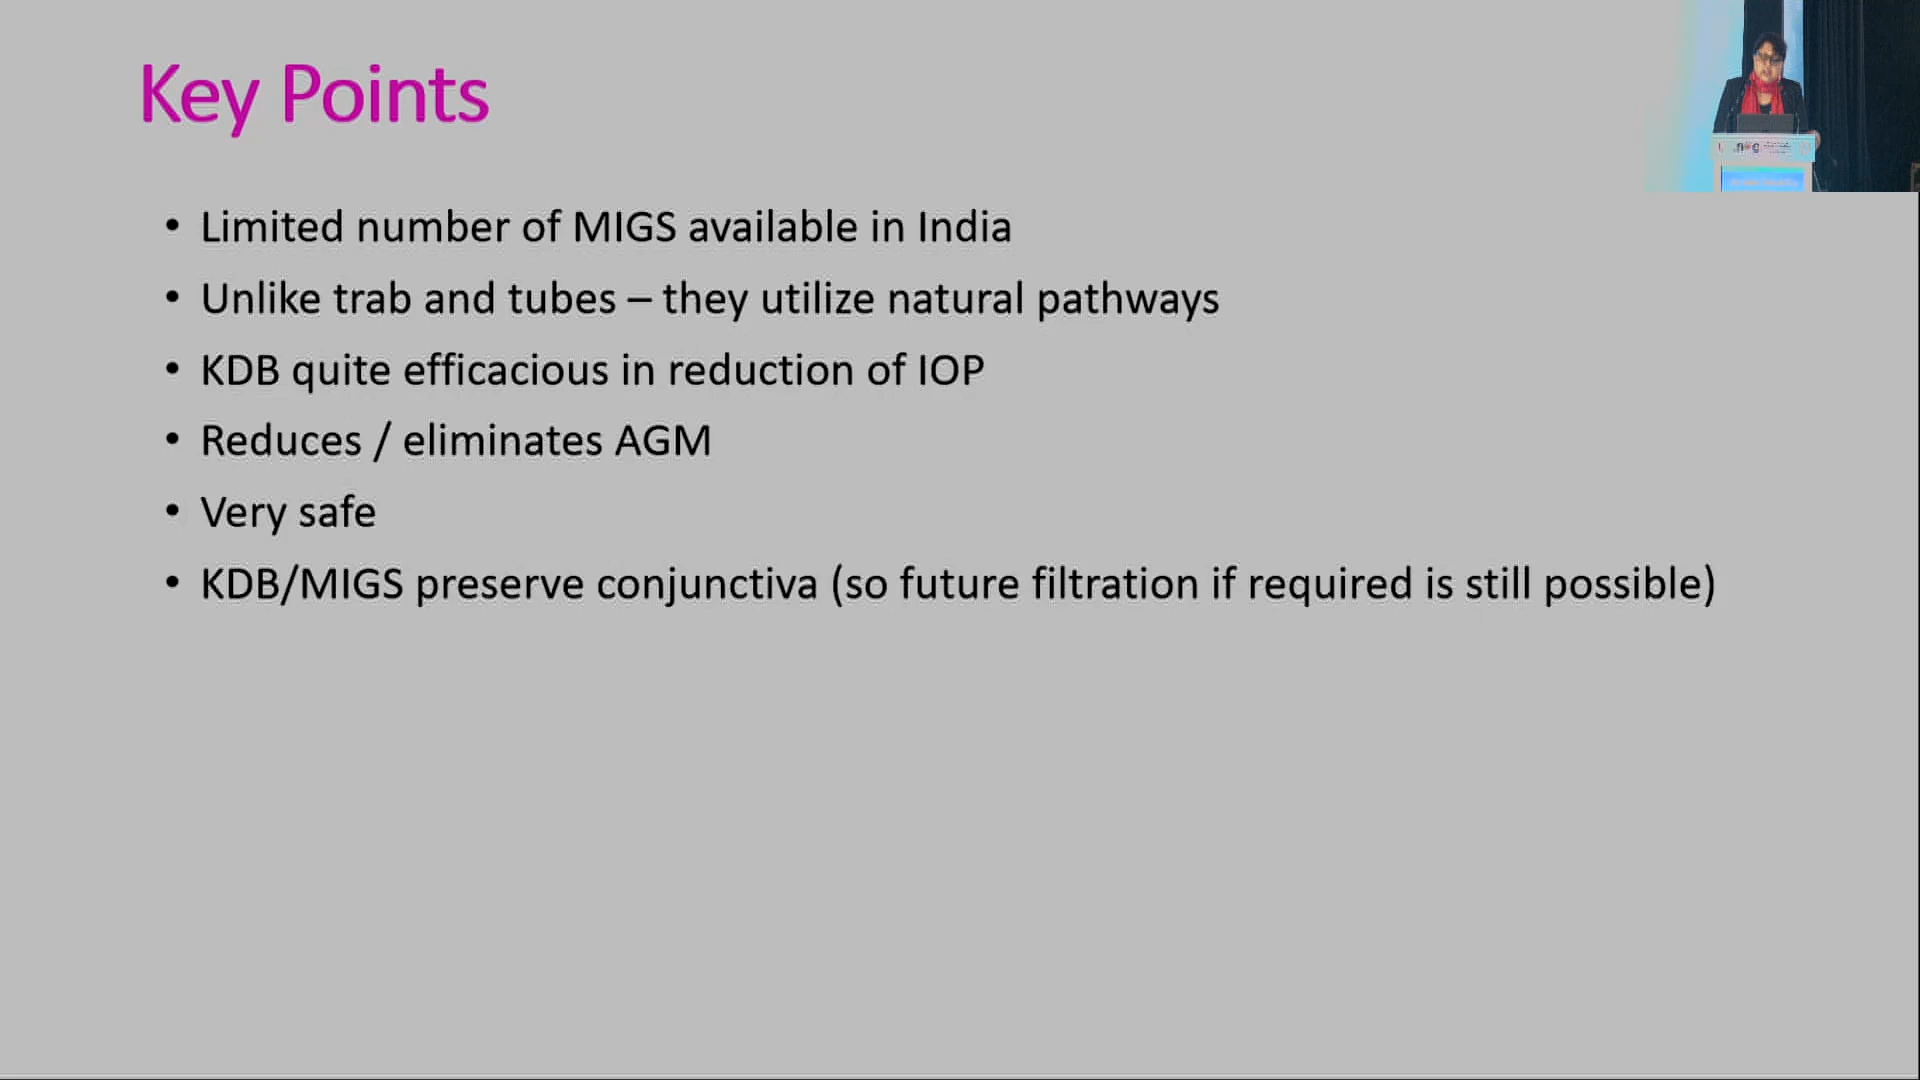 Key Points
• Limited number of MIGS available in India
• Unlike trab and tubes – they utilize natural pathways
• KDB quite efficacious in reduction of IOP
• Reduces / eliminates AGM
• Very safe
• KDB/MIGS preserve conjunctiva (so future filtration if required is still possible)